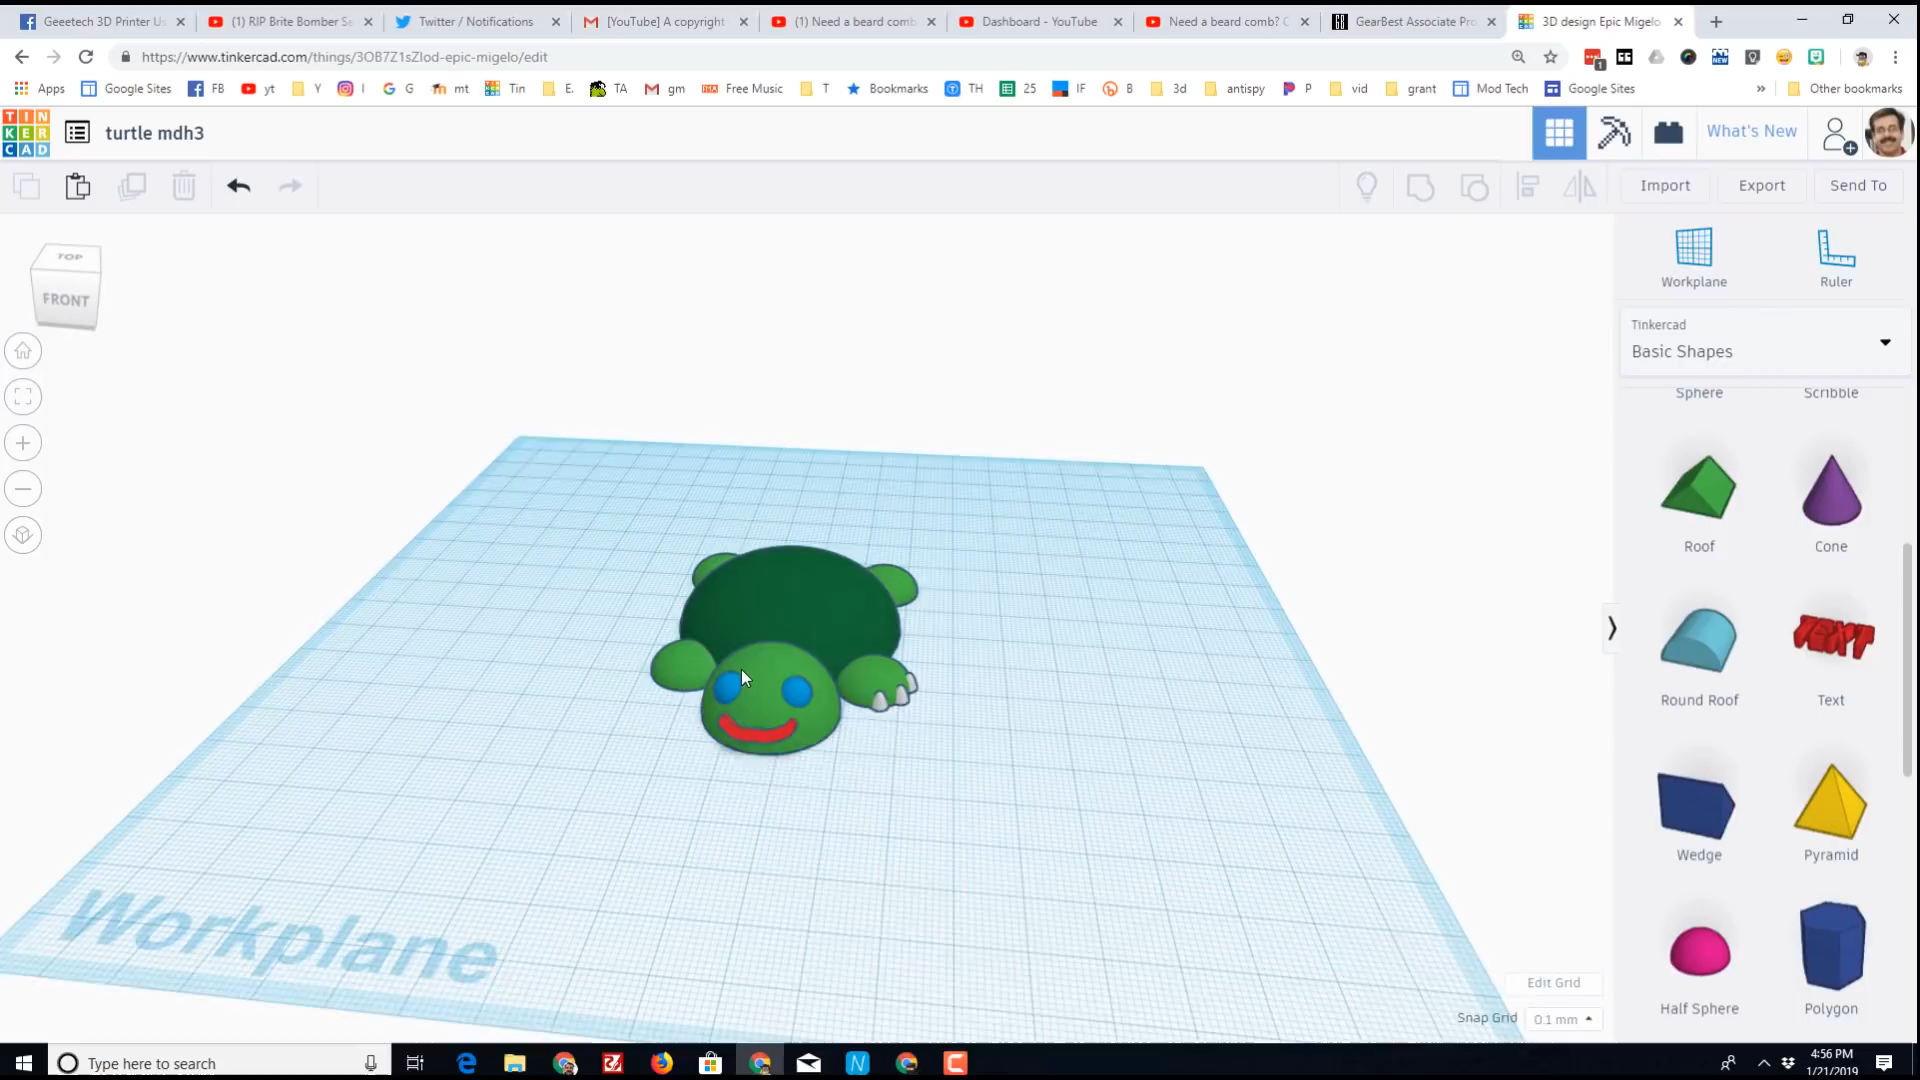 Geeetech 3D Printer Us
(1) RIP Brite Bomber Se
Twitter / Notifications
[YouTube] A copyright
(1) Need a beard comb
Dashboard - YouTube
Need a beard comb? C
GearBest Associate Pro
3D design Epic Migelo
https://www.tinkercad.com/things/3OB7Z1sZlod-epic-migelo/edit
1
NEW
Apps
Google Sites
FB
yt
Y
I
G
mt
Tin
E.
TA
gm
Free Music
T
Bookmarks
TH
25
IF
B
3d
antispy
P
vid
grant
Mod Tech
Google Sites
»
Other bookmarks
TIN
KER
CAD
turtle mdh3
What's New
Import
Export
Send To
TOP
FRONT
Workplane
Ruler
Tinkercad
Basic Shapes
Sphere
Scribble
Roof
Cone
TEXT
Round Roof
Text
Wedge
Pyramid
Half Sphere
Polygon
Workplane
Edit Grid
Snap Grid
0.1 mm
Type here to search
4:56 PM
1/21/2019